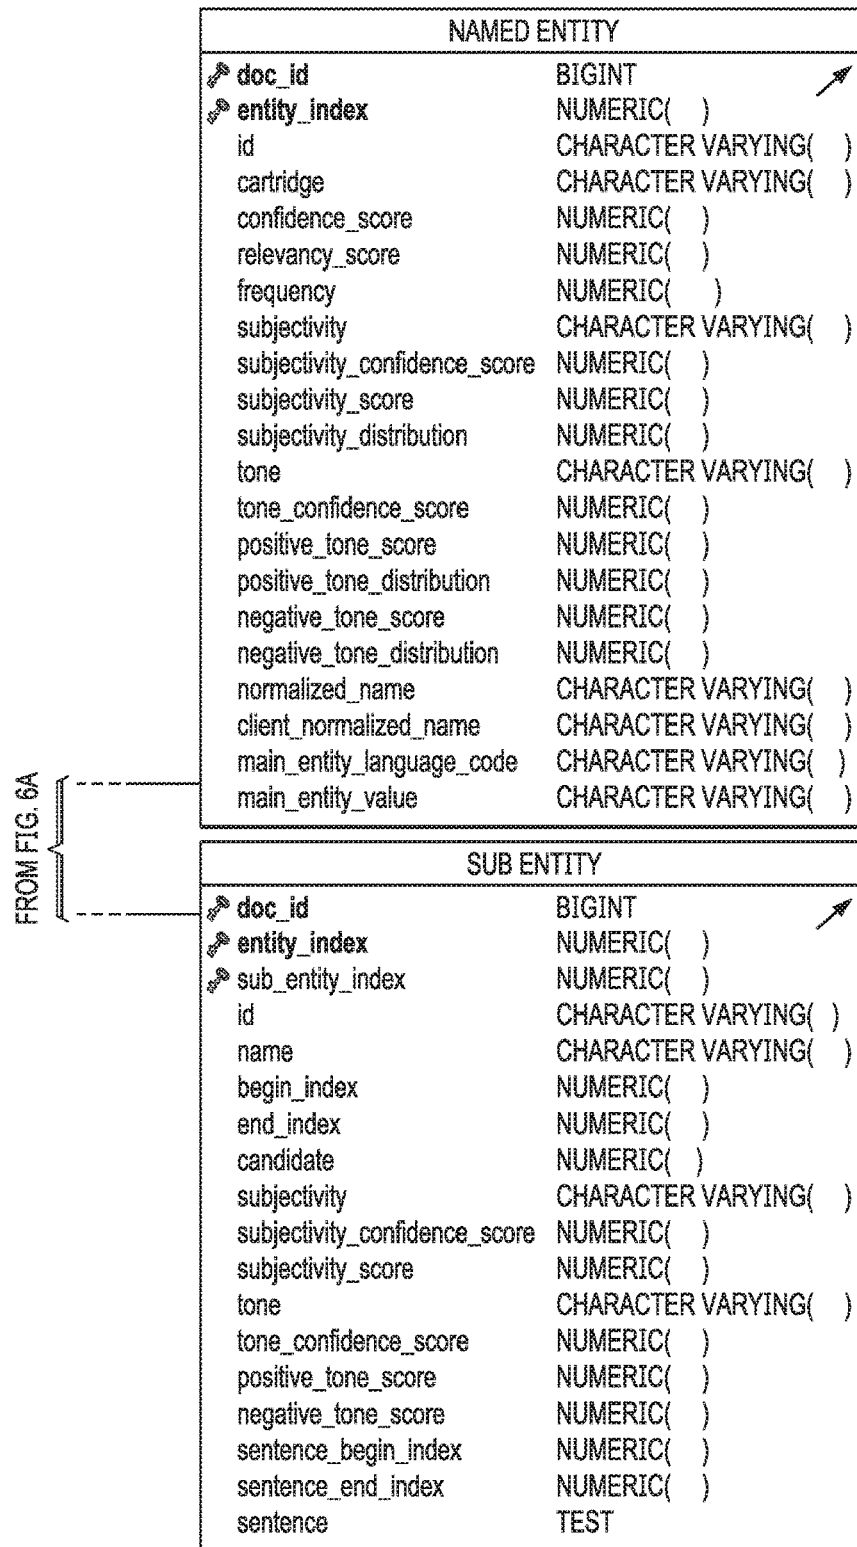 NAMED ENTITY
doc_id BIGINT
entity_index NUMERIC( )
id CHARACTER VARYING( )
cartridge CHARACTER VARYING( )
confidence_score NUMERIC( )
relevancy_score NUMERIC( )
frequency NUMERIC( )
subjectivity CHARACTER VARYING( )
subjectivity_confidence_score NUMERIC( )
subjectivity_score NUMERIC( )
subjectivity_distribution NUMERIC( )
tone CHARACTER VARYING( )
tone_confidence_score NUMERIC( )
positive_tone_score NUMERIC( )
positive_tone_distribution NUMERIC( )
negative_tone_score NUMERIC( )
negative_tone_distribution NUMERIC( )
normalized_name CHARACTER VARYING( )
client_normalized_name CHARACTER VARYING( )
main_entity_language_code CHARACTER VARYING( )
main_entity_value CHARACTER VARYING( )
FROM FIG. 6A
SUB ENTITY
doc_id BIGINT
entity_index NUMERIC( )
sub_entity_index NUMERIC( )
id CHARACTER VARYING( )
name CHARACTER VARYING( )
begin_index NUMERIC( )
end_index NUMERIC( )
candidate NUMERIC( )
subjectivity CHARACTER VARYING( )
subjectivity_confidence_score NUMERIC( )
subjectivity_score NUMERIC( )
tone CHARACTER VARYING( )
tone_confidence_score NUMERIC( )
positive_tone_score NUMERIC( )
negative_tone_score NUMERIC( )
sentence_begin_index NUMERIC( )
sentence_end_index NUMERIC( )
sentence TEST